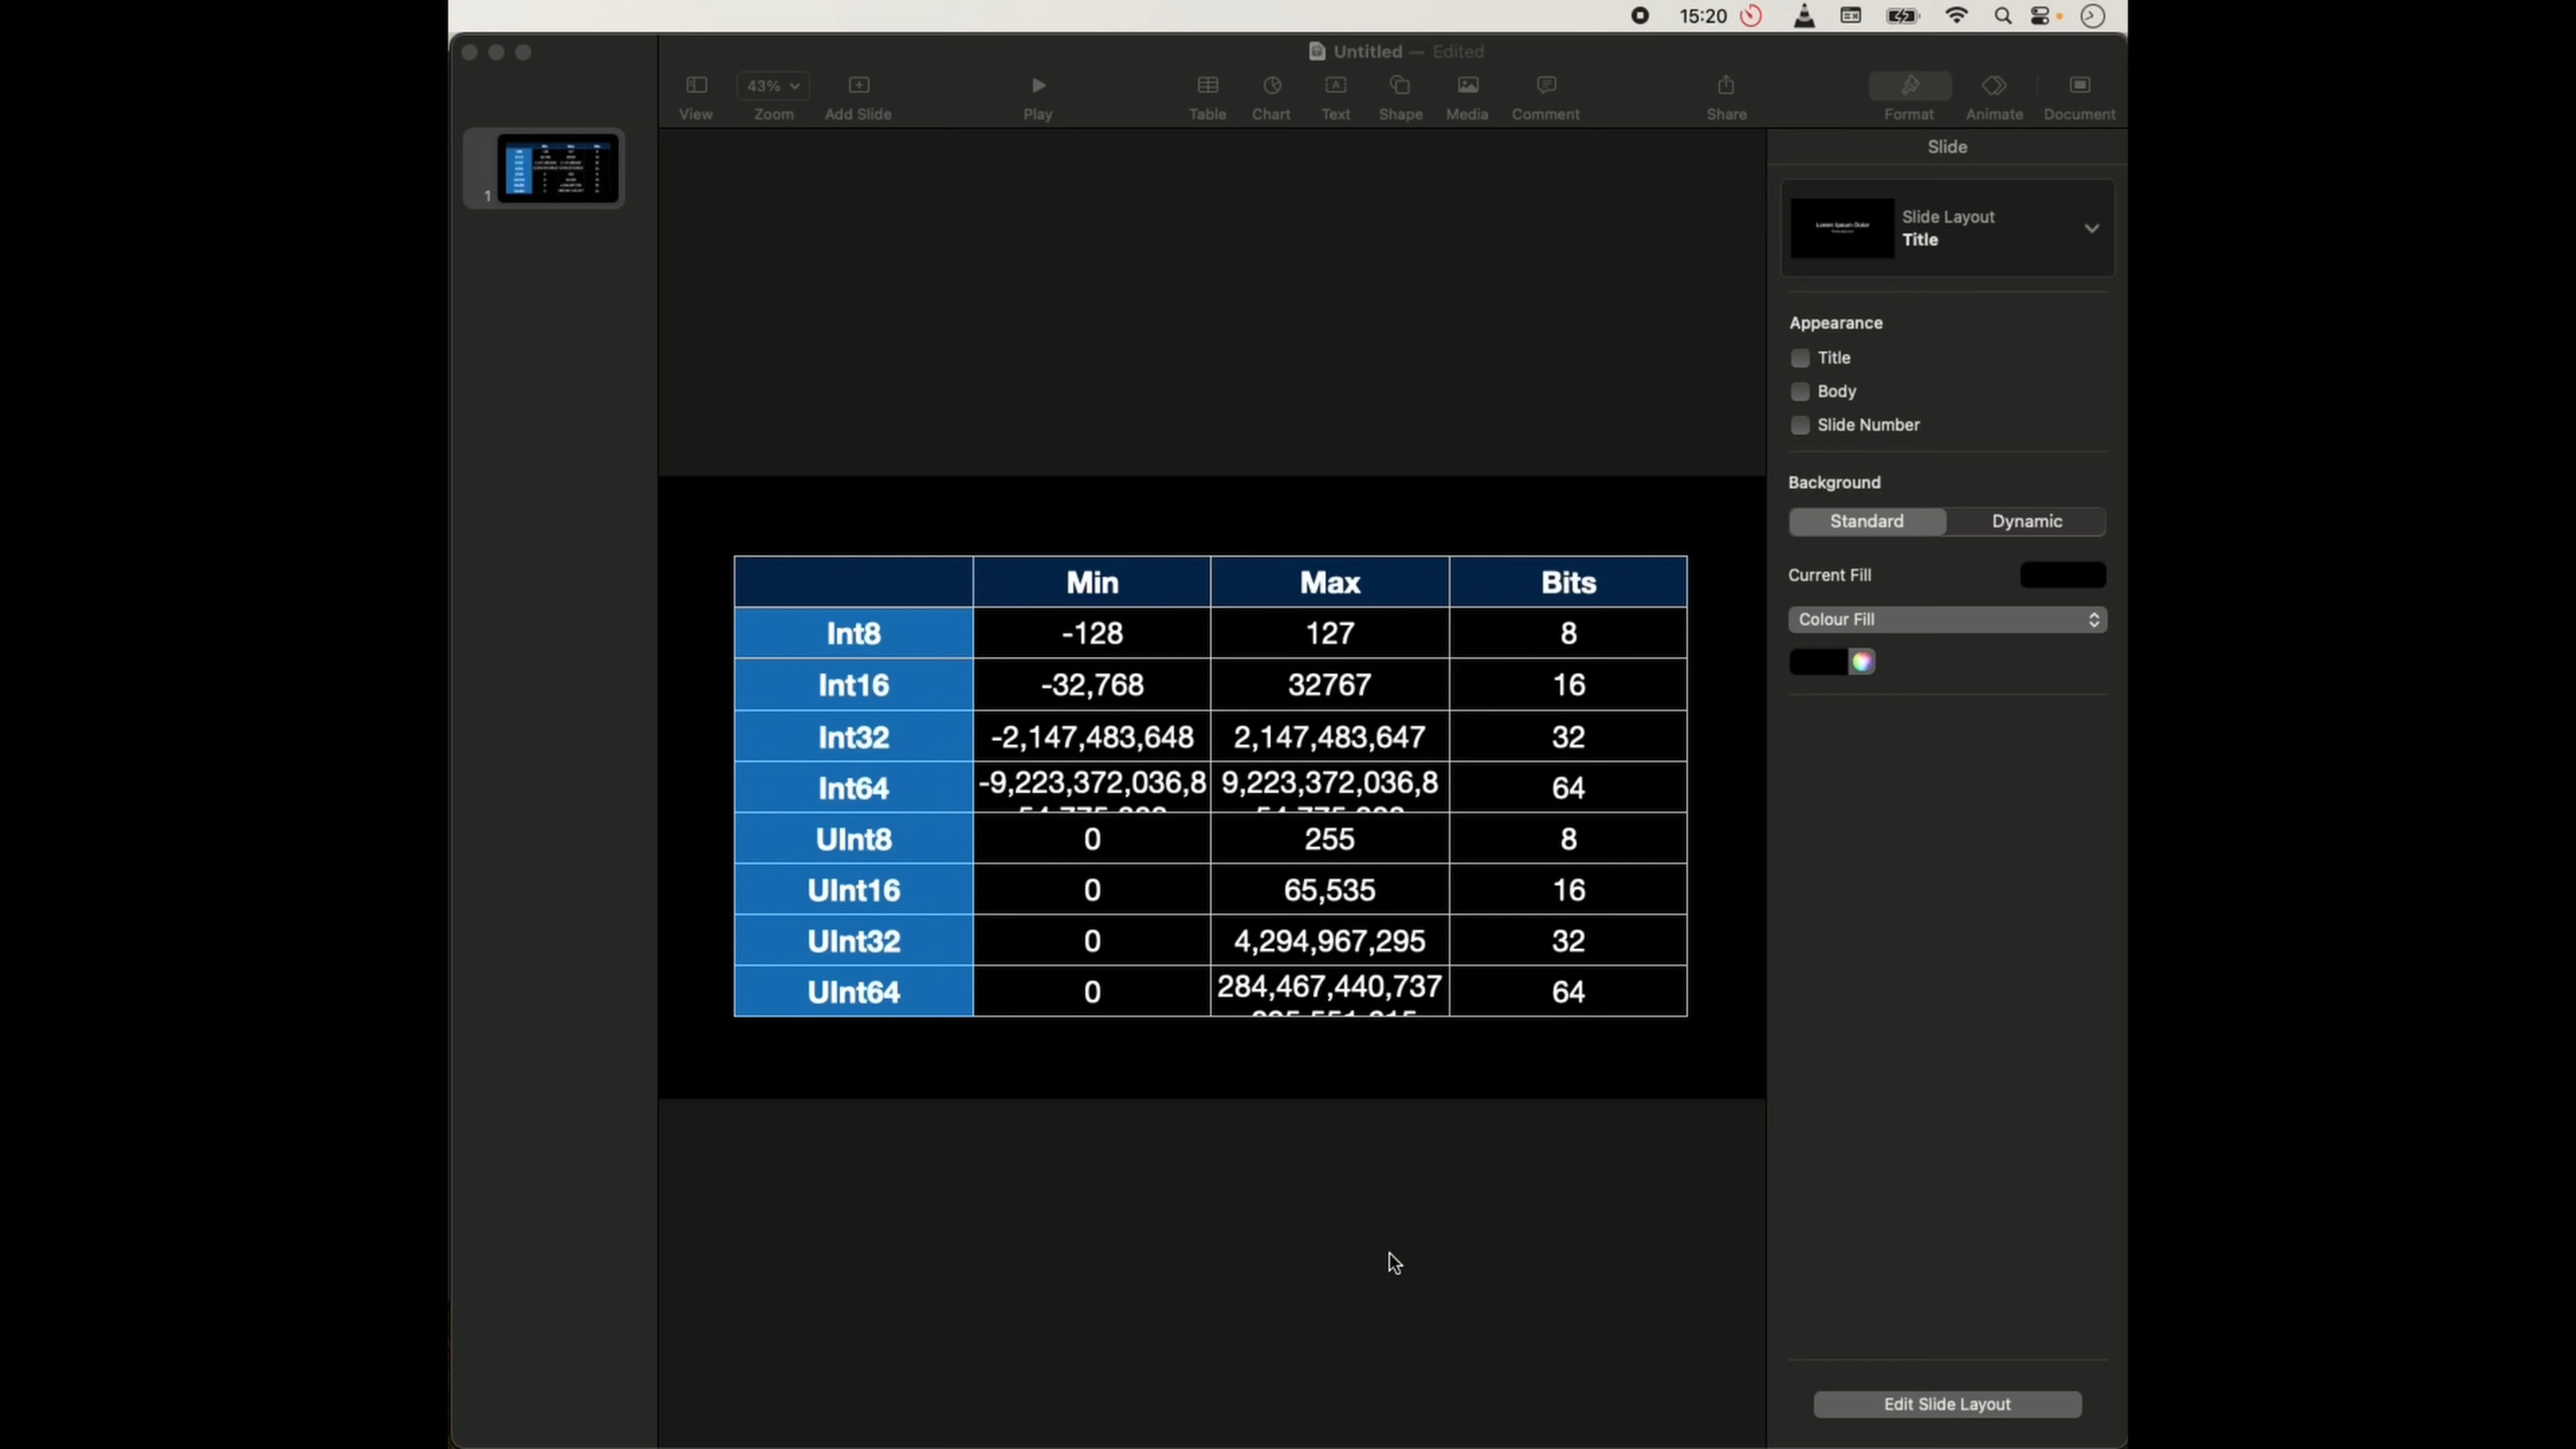 15:20
Untitled — Edited
43%
View Zoom Add Slide Play Table Chart Text Shape Media Comment Share Format Animate Document
1
Slide
Slide Layout
Title
Appearance
Title
Body
Slide Number
Background
Standard Dynamic
Current Fill
Colour Fill
Edit Slide Layout
Min Max Bits
Int8 -128 127 8
Int16 -32,768 32767 16
Int32 -2,147,483,648 2,147,483,647 32
Int64 -9,223,372,036,8 9,223,372,036,8 64
UInt8 0 255 8
UInt16 0 65,535 16
UInt32 0 4,294,967,295 32
UInt64 0 284,467,440,737 64